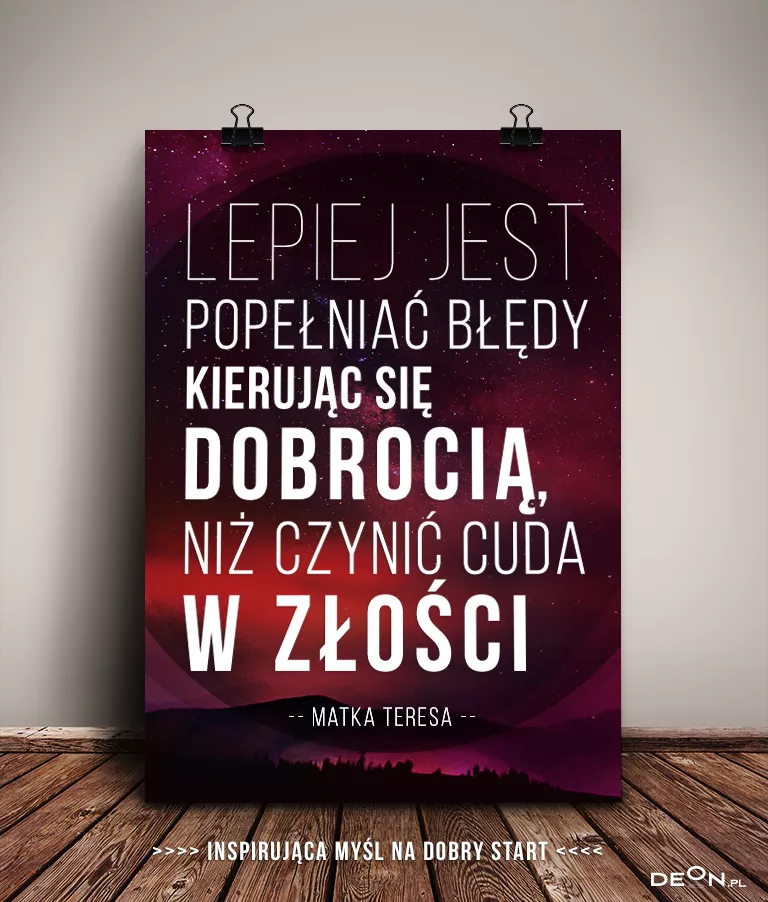 LEPIEJ JEST
POPEŁNIAĆ BŁĘDY
KIERUJĄC SIĘ
DOBROCIĄ,
NIŻ CZYNIĆ CUDA
W ZŁOŚCI
-- MATKA TERESA --
>>>> INSPIRUJĄCA MYŚL NA DOBRY START <<<<
DEON.PL